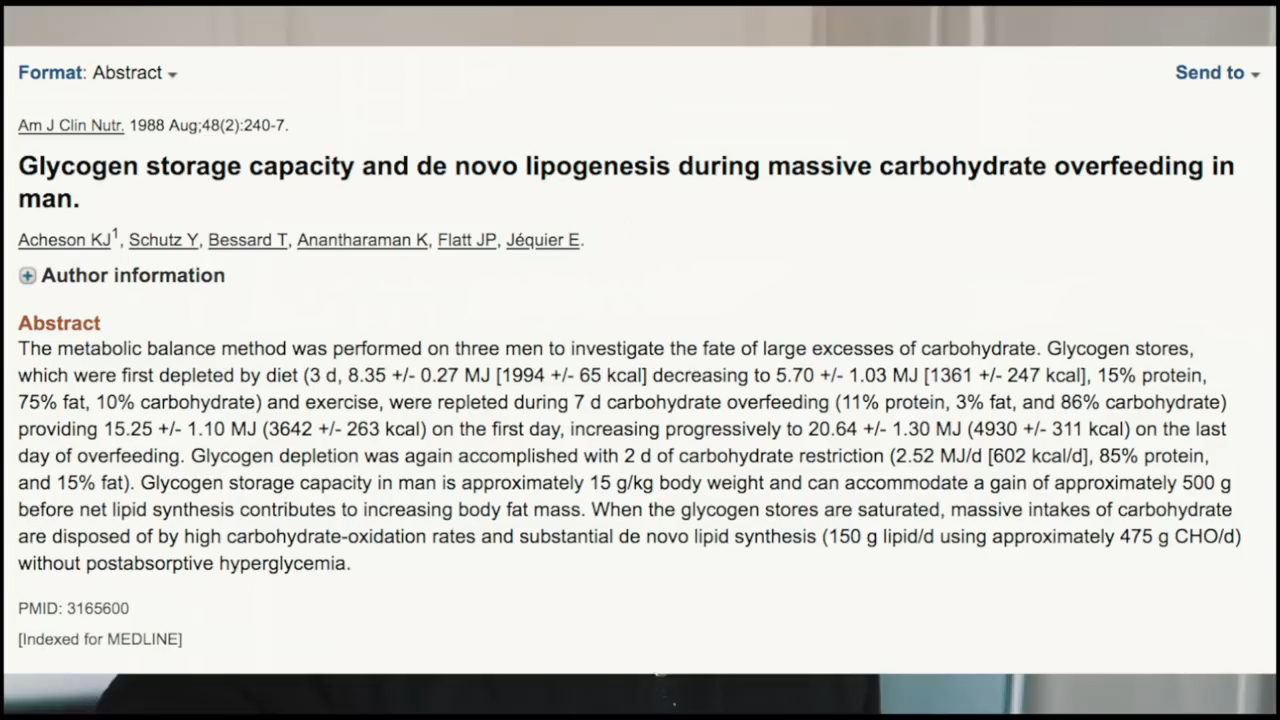 Format: Abstract
Send to
Am J Clin Nutr. 1988 Aug;48(2):240-7.
Glycogen storage capacity and de novo lipogenesis during massive carbohydrate overfeeding in
man.
Acheson KJ1, Schutz Y, Bessard T, Anantharaman K, Flatt JP, Jéquier E.
Author information
Abstract
The metabolic balance method was performed on three men to investigate the fate of large excesses of carbohydrate. Glycogen stores,
which were first depleted by diet (3 d, 8.35 +/- 0.27 MJ [1994 +/- 65 kcal] decreasing to 5.70 +/- 1.03 MJ [1361 +/- 247 kcal], 15% protein,
75% fat, 10% carbohydrate) and exercise, were repleted during 7 d carbohydrate overfeeding (11% protein, 3% fat, and 86% carbohydrate)
providing 15.25 +/- 1.10 MJ (3642 +/- 263 kcal) on the first day, increasing progressively to 20.64 +/- 1.30 MJ (4930 +/- 311 kcal) on the last
day of overfeeding. Glycogen depletion was again accomplished with 2 d of carbohydrate restriction (2.52 MJ/d [602 kcal/d], 85% protein,
and 15% fat). Glycogen storage capacity in man is approximately 15 g/kg body weight and can accommodate a gain of approximately 500 g
before net lipid synthesis contributes to increasing body fat mass. When the glycogen stores are saturated, massive intakes of carbohydrate
are disposed of by high carbohydrate-oxidation rates and substantial de novo lipid synthesis (150 g lipid/d using approximately 475 g CHO/d)
without postabsorptive hyperglycemia.
PMID: 3165600
[Indexed for MEDLINE]